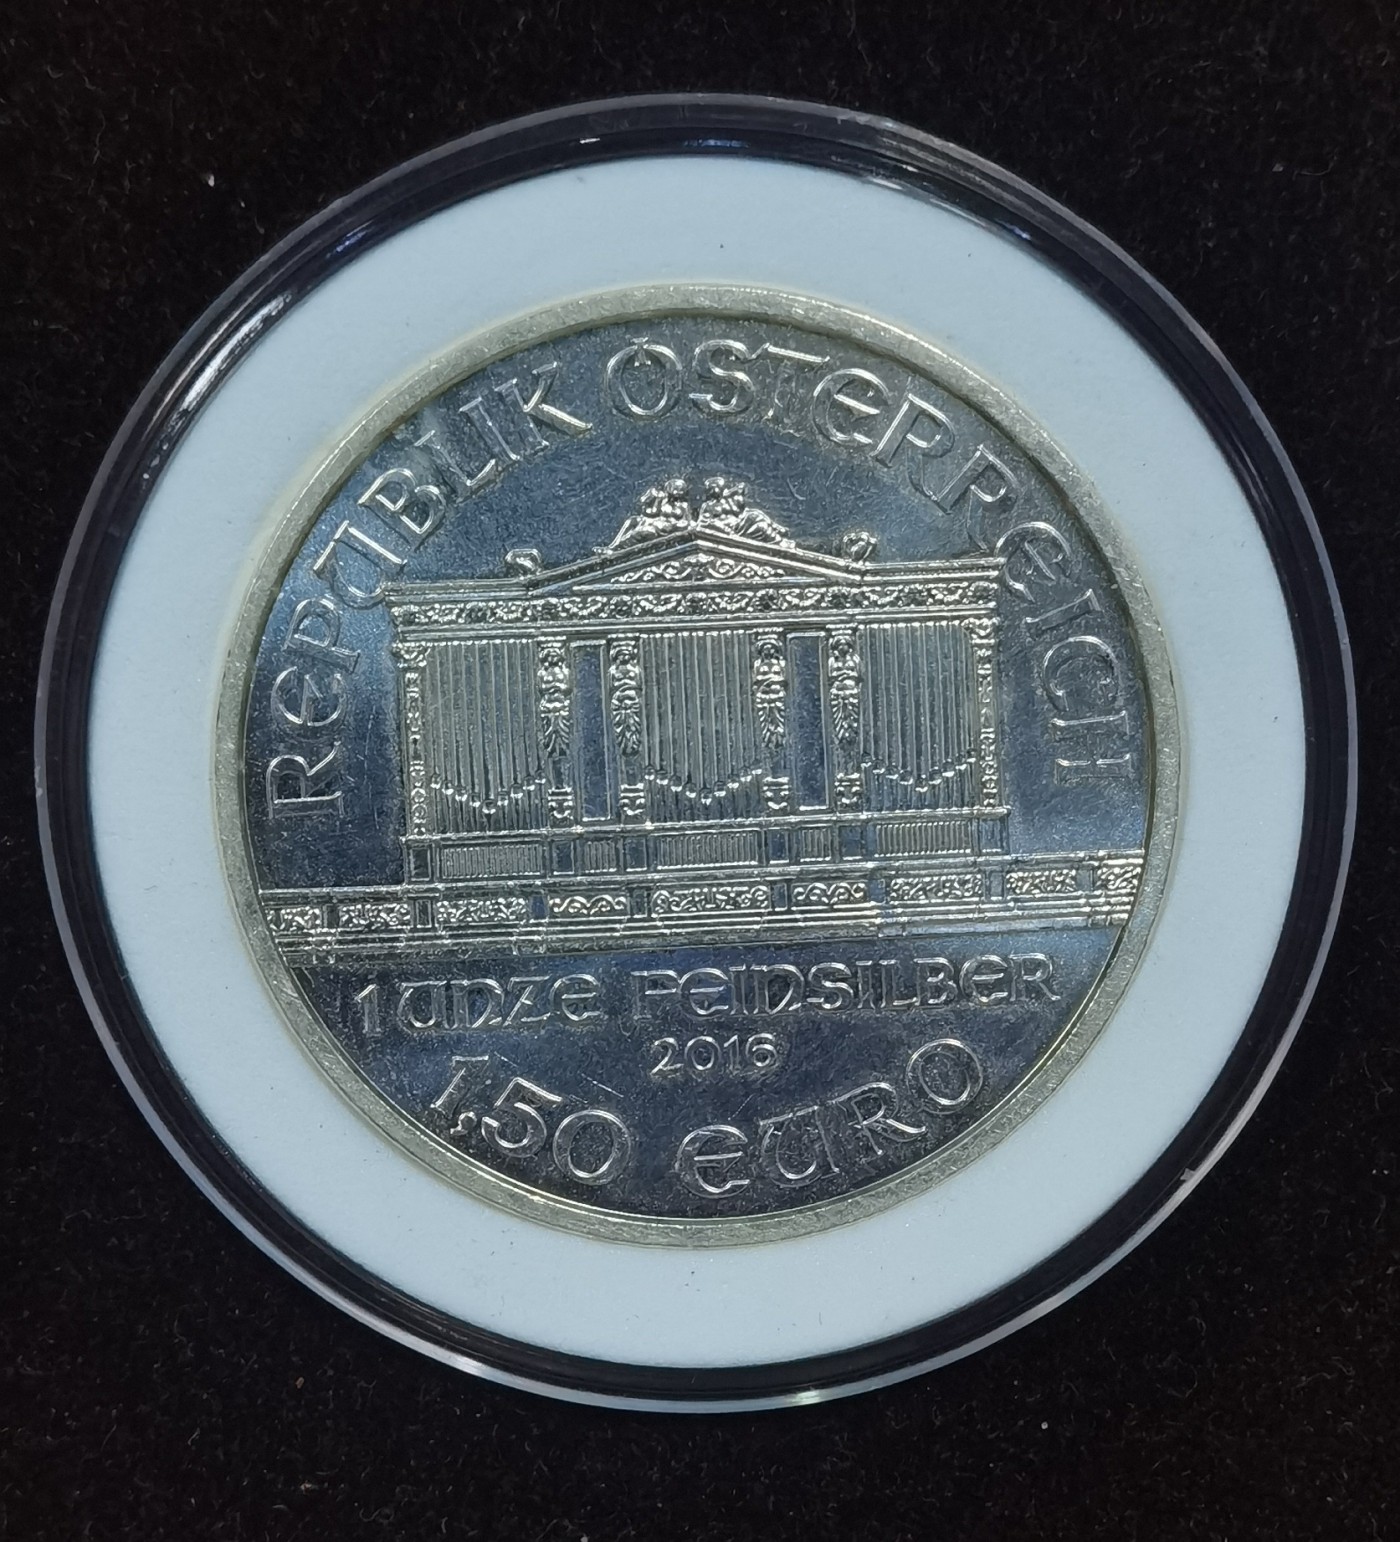 REPUBLIK ÖSTERREICH
1 UNZE FEINSILBER
2016
1,50 EURO